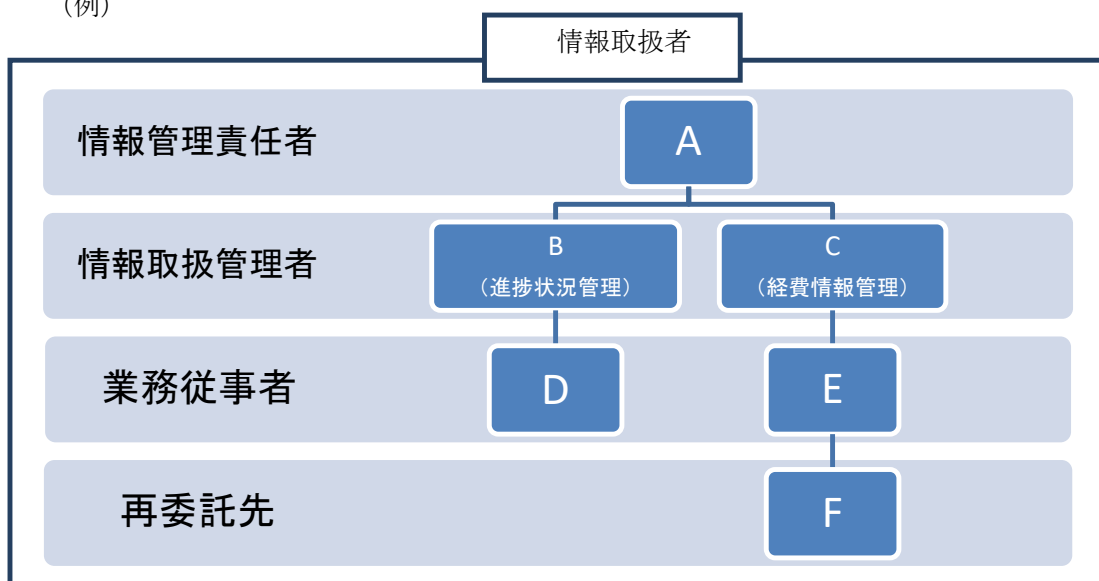 （例）
情報取扱者
情報管理責任者
A
情報取扱管理者
B
（進捗状況管理）
C
（経費情報管理）
業務従事者
D
E
再委託先
F